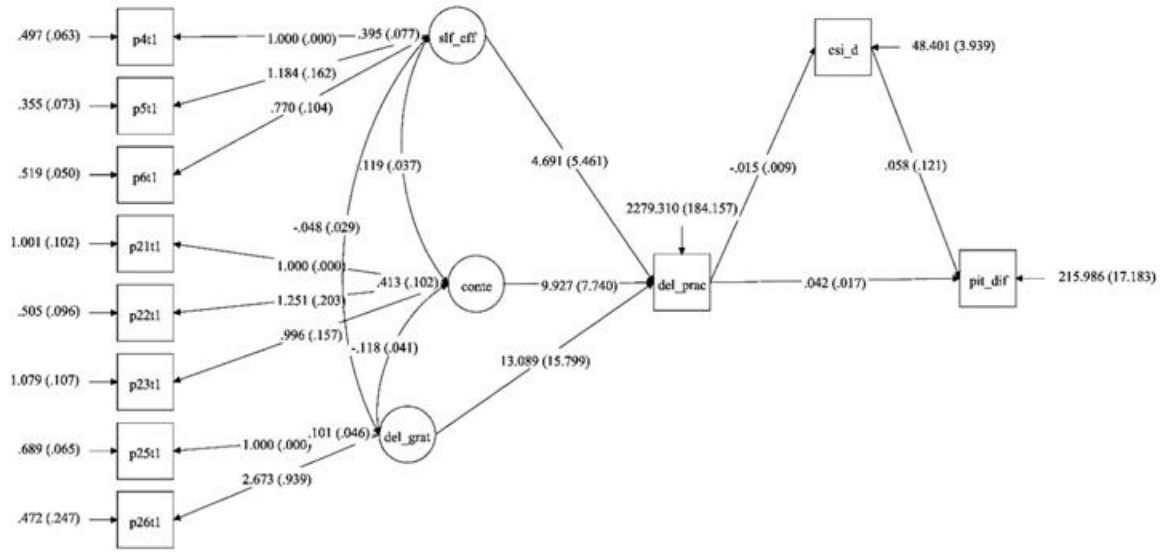 .497 (.063)
p4t1
1.000 (.000)
.395 (.077)
slf_eff
csi_d
48.401 (3.939)
1.184 (.162)
.355 (.073)
p5t1
.770 (.104)
4.691 (5.461)
.119 (.037)
-.015 (.009)
.058 (.121)
.519 (.050)
p6t1
2279.310 (184.157)
-.048 (.029)
1.001 (.102)
p21t1
1.000 (.000)
.413 (.102)
conte
9.927 (7.740)
del_prac
.042 (.017)
pit_dif
215.986 (17.183)
1.251 (.203)
.505 (.096)
p22t1
.996 (.157)
-.118 (.041)
13.089 (15.799)
1.079 (.107)
p23t1
.101 (.046)
del_grat
1.000 (.000)
.689 (.065)
p25t1
2.673 (.939)
.472 (.247)
p26t1